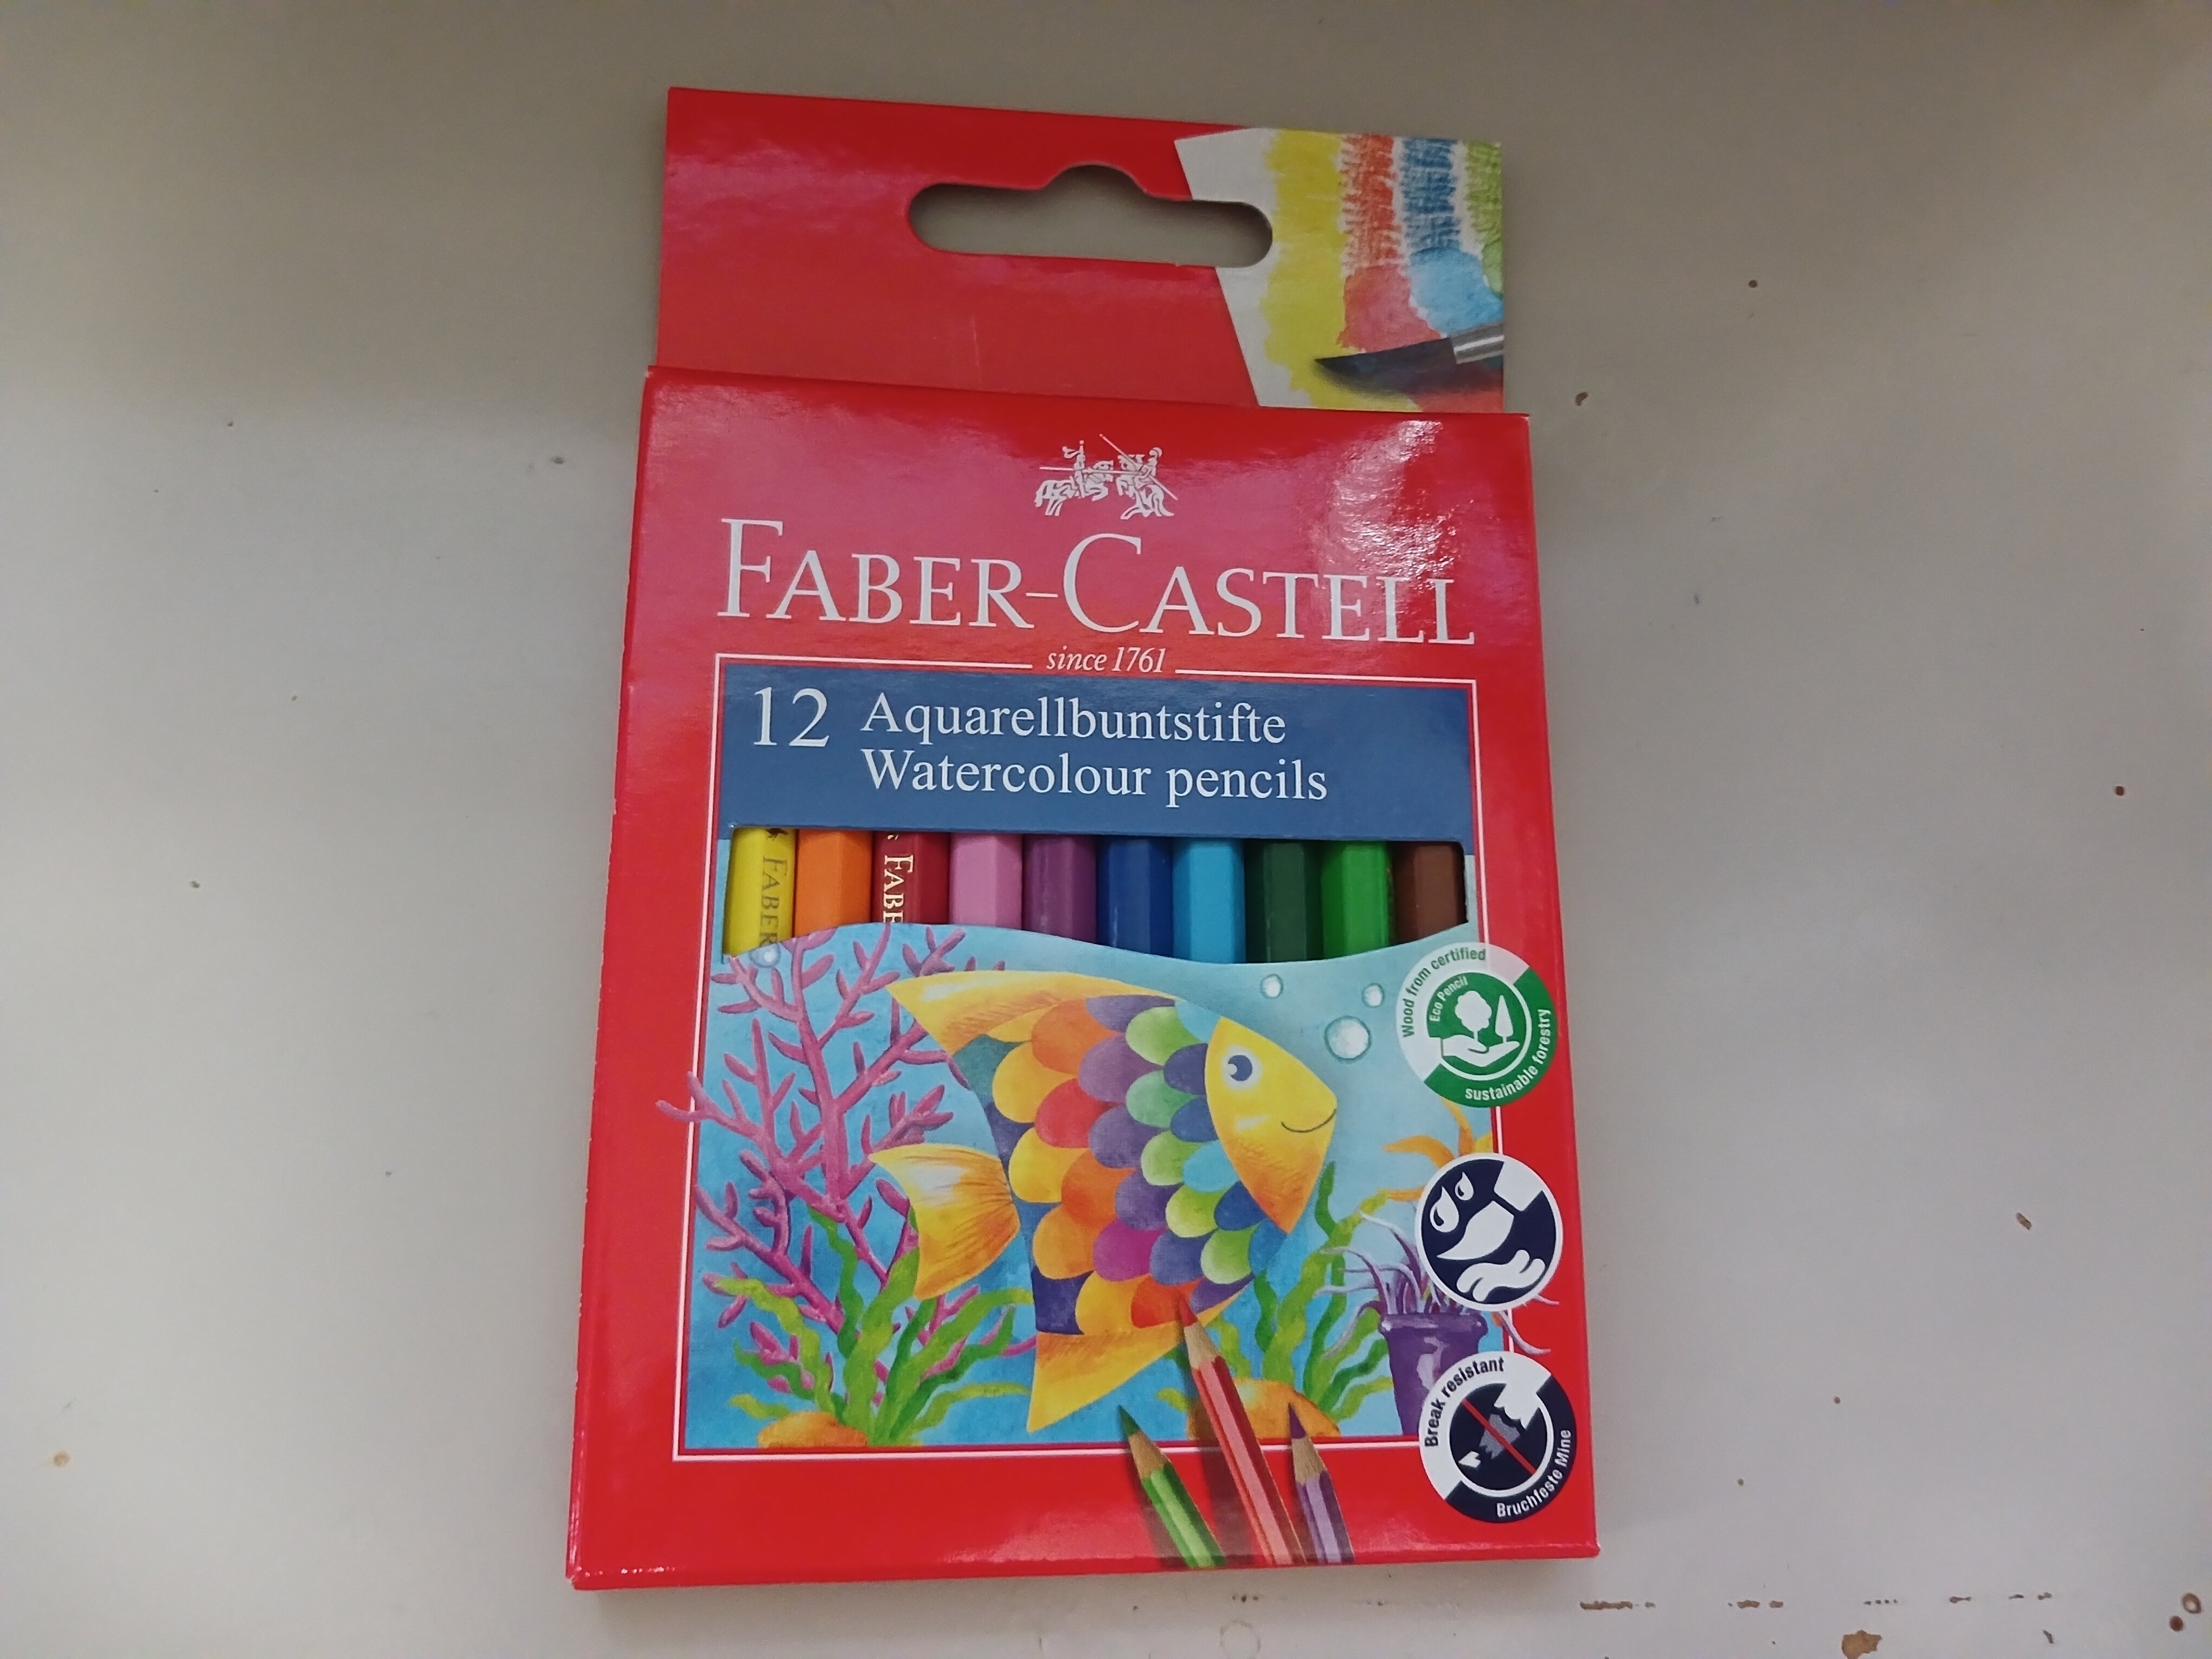 FABER-CASTELL
since 1761
12 Aquarellbuntstifte
Watercolour pencils
FABER
FABE
Wood from certified
Eco Pencil
sustainable forestry
Break resistant
Bruchfeste Mine